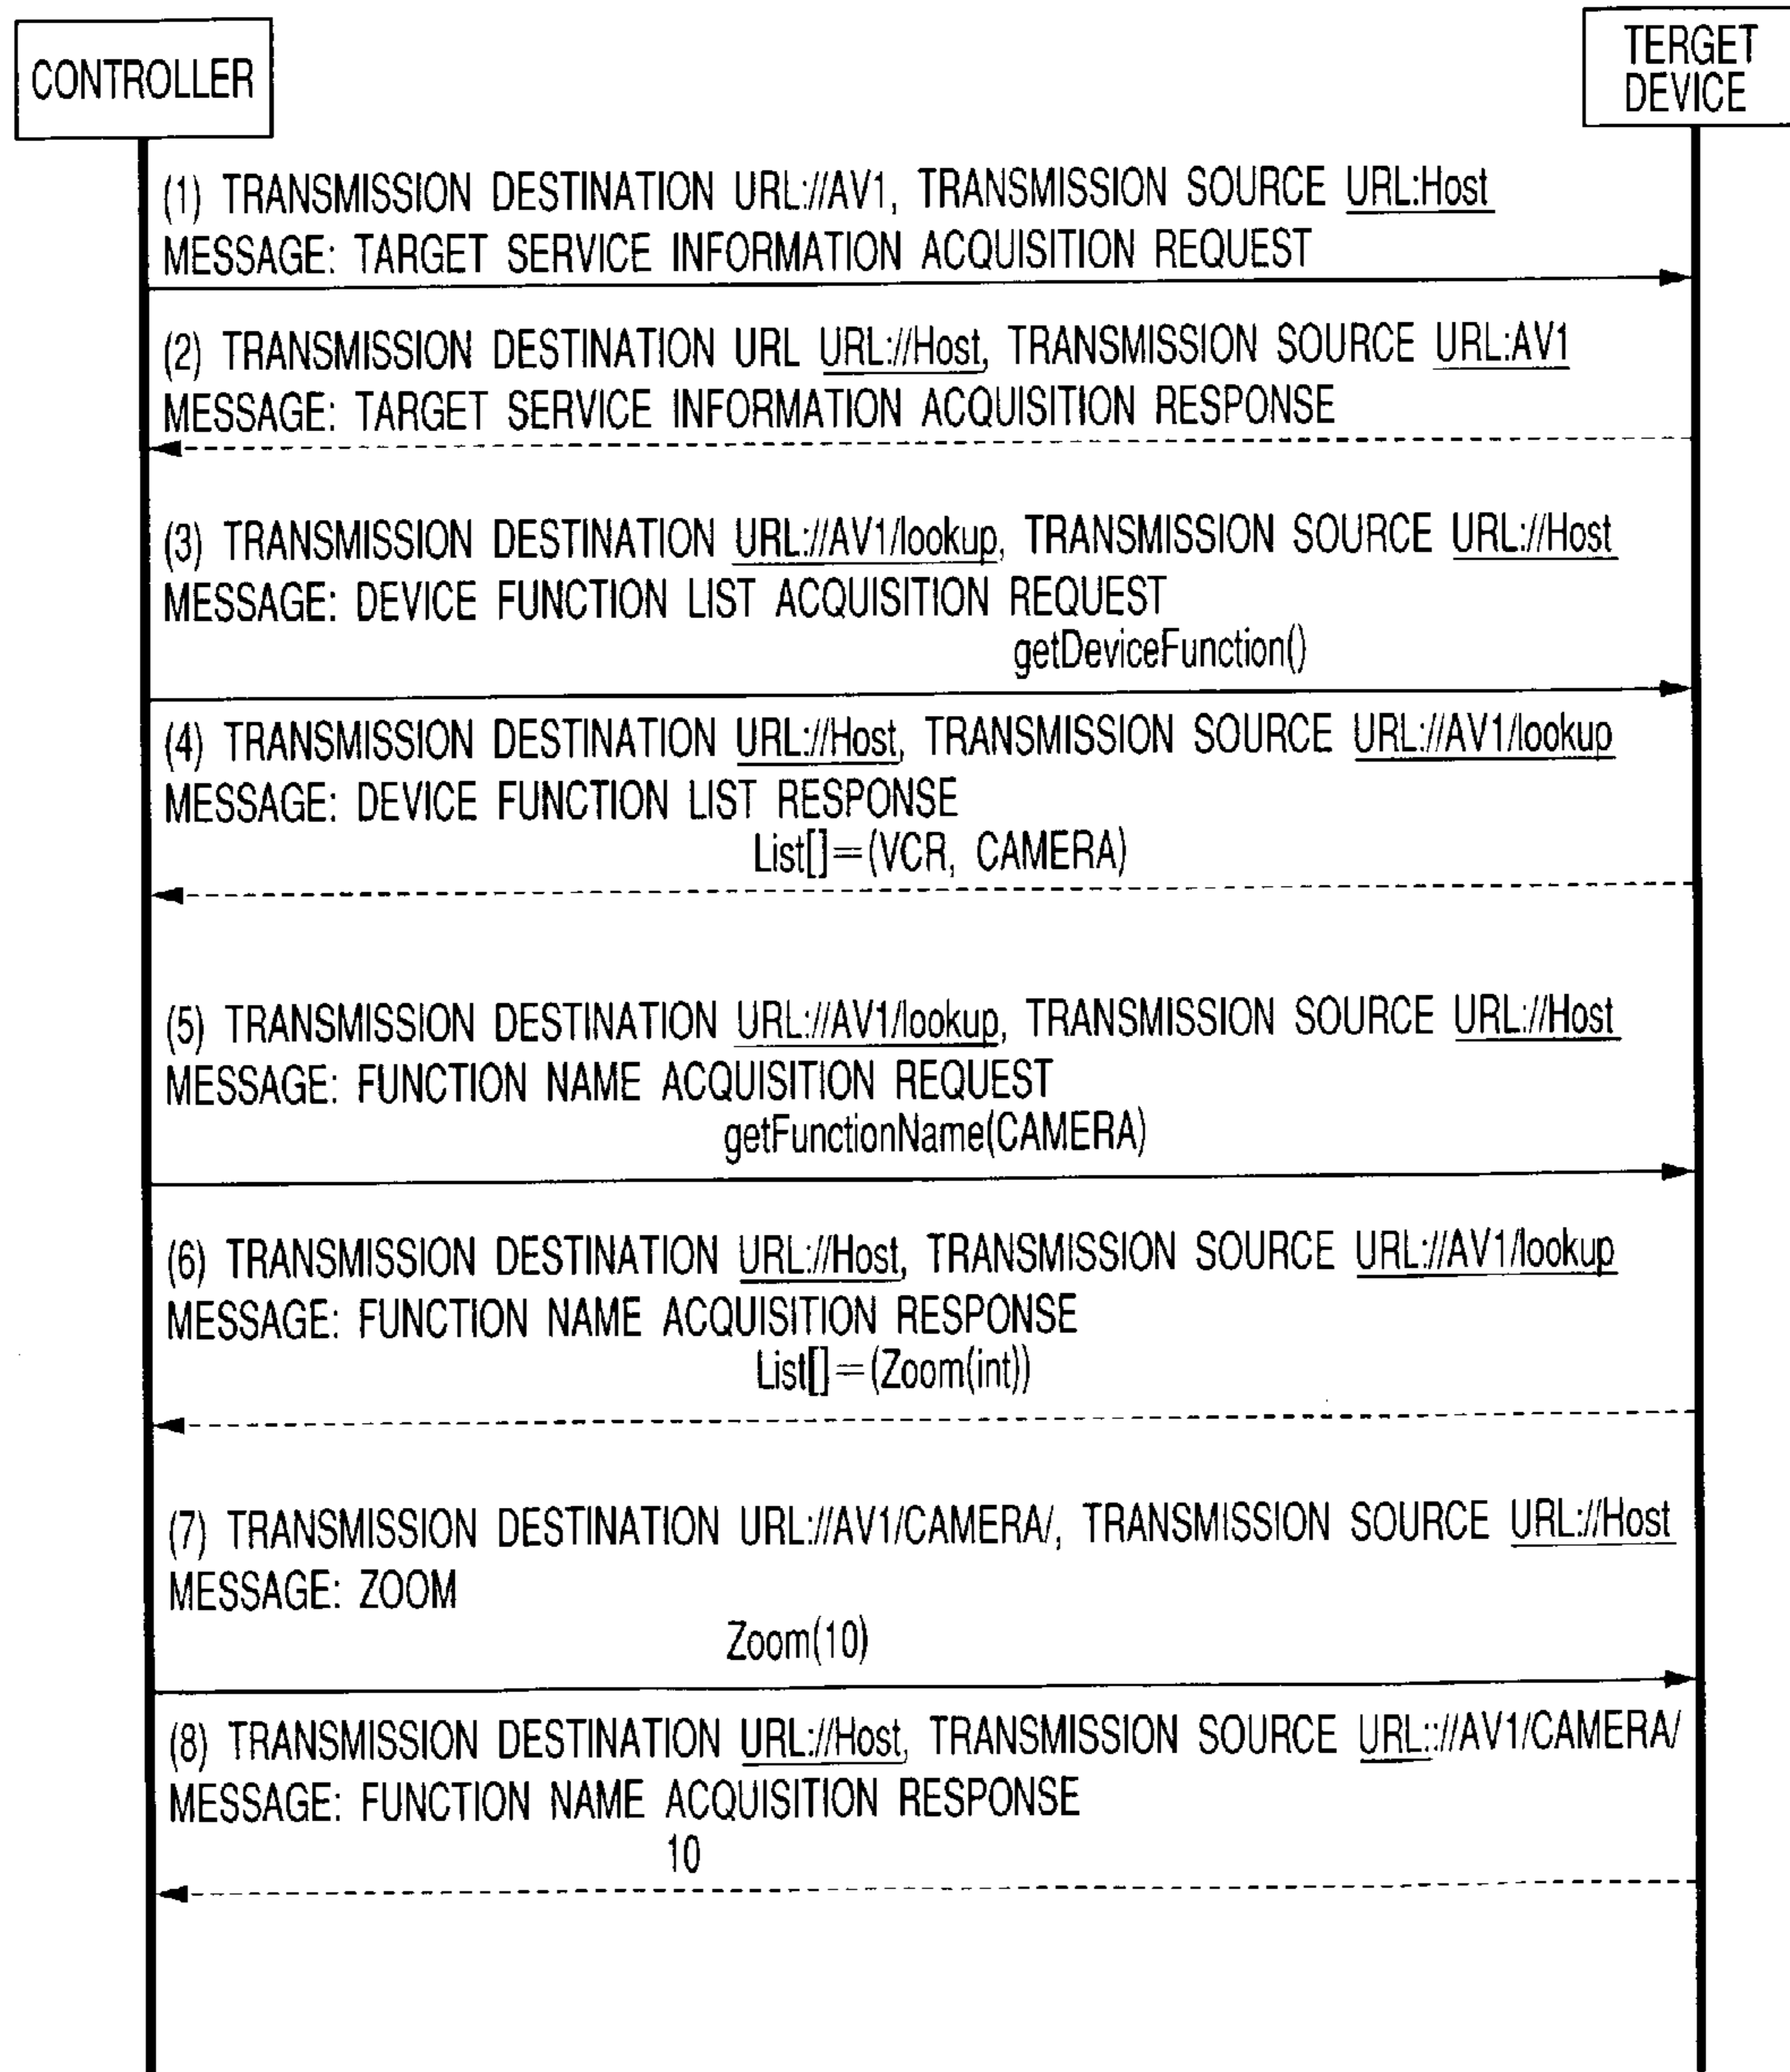 CONTROLLER
TERGET
DEVICE
(1) TRANSMISSION DESTINATION URL://AV1, TRANSMISSION SOURCE URL:Host
MESSAGE: TARGET SERVICE INFORMATION ACQUISITION REQUEST
(2) TRANSMISSION DESTINATION URL URL://Host, TRANSMISSION SOURCE URL:AV1
MESSAGE: TARGET SERVICE INFORMATION ACQUISITION RESPONSE
(3) TRANSMISSION DESTINATION URL://AV1/lookup, TRANSMISSION SOURCE URL://Host
MESSAGE: DEVICE FUNCTION LIST ACQUISITION REQUEST
getDeviceFunction()
(4) TRANSMISSION DESTINATION URL://Host, TRANSMISSION SOURCE URL://AV1/lookup
MESSAGE: DEVICE FUNCTION LIST RESPONSE
List[]=(VCR, CAMERA)
(5) TRANSMISSION DESTINATION URL://AV1/lookup, TRANSMISSION SOURCE URL://Host
MESSAGE: FUNCTION NAME ACQUISITION REQUEST
getFunctionName(CAMERA)
(6) TRANSMISSION DESTINATION URL://Host, TRANSMISSION SOURCE URL://AV1/lookup
MESSAGE: FUNCTION NAME ACQUISITION RESPONSE
List[]=(Zoom(int))
(7) TRANSMISSION DESTINATION URL://AV1/CAMERA/, TRANSMISSION SOURCE URL://Host
MESSAGE: ZOOM
Zoom(10)
(8) TRANSMISSION DESTINATION URL://Host, TRANSMISSION SOURCE URL:://AV1/CAMERA/
MESSAGE: FUNCTION NAME ACQUISITION RESPONSE
10